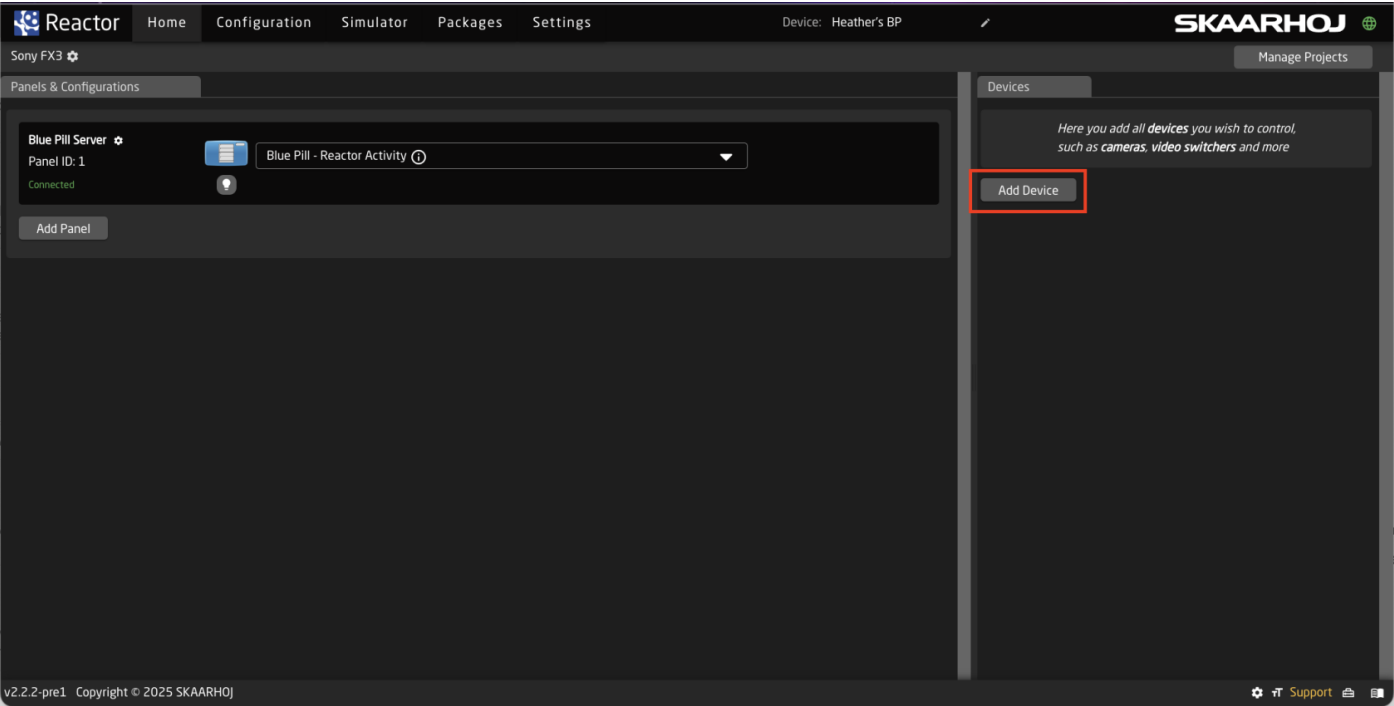 Reactor Home Configuration Simulator Packages Settings Device: Heather's BP SKAARHOJ
Sony FX3 Manage Projects
Panels & Configurations
Devices
Blue Pill Server
Panel ID: 1
Connected
Blue Pill - Reactor Activity
Add Panel
Here you add all devices you wish to control,
such as cameras, video switchers and more
Add Device
v2.2.2-pre1 Copyright © 2025 SKAARHOJ Support